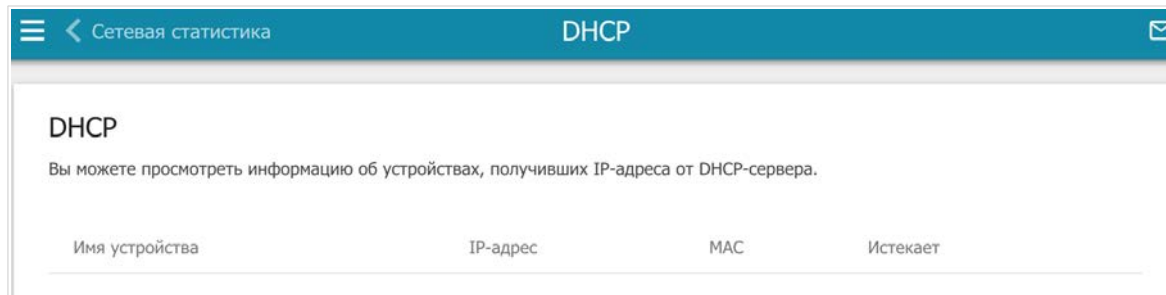 Сетевая статистика DHCP
DHCP
Вы можете просмотреть информацию об устройствах, получивших IP-адреса от DHCP-сервера.
Имя устройства IP-адрес MAC Истекает